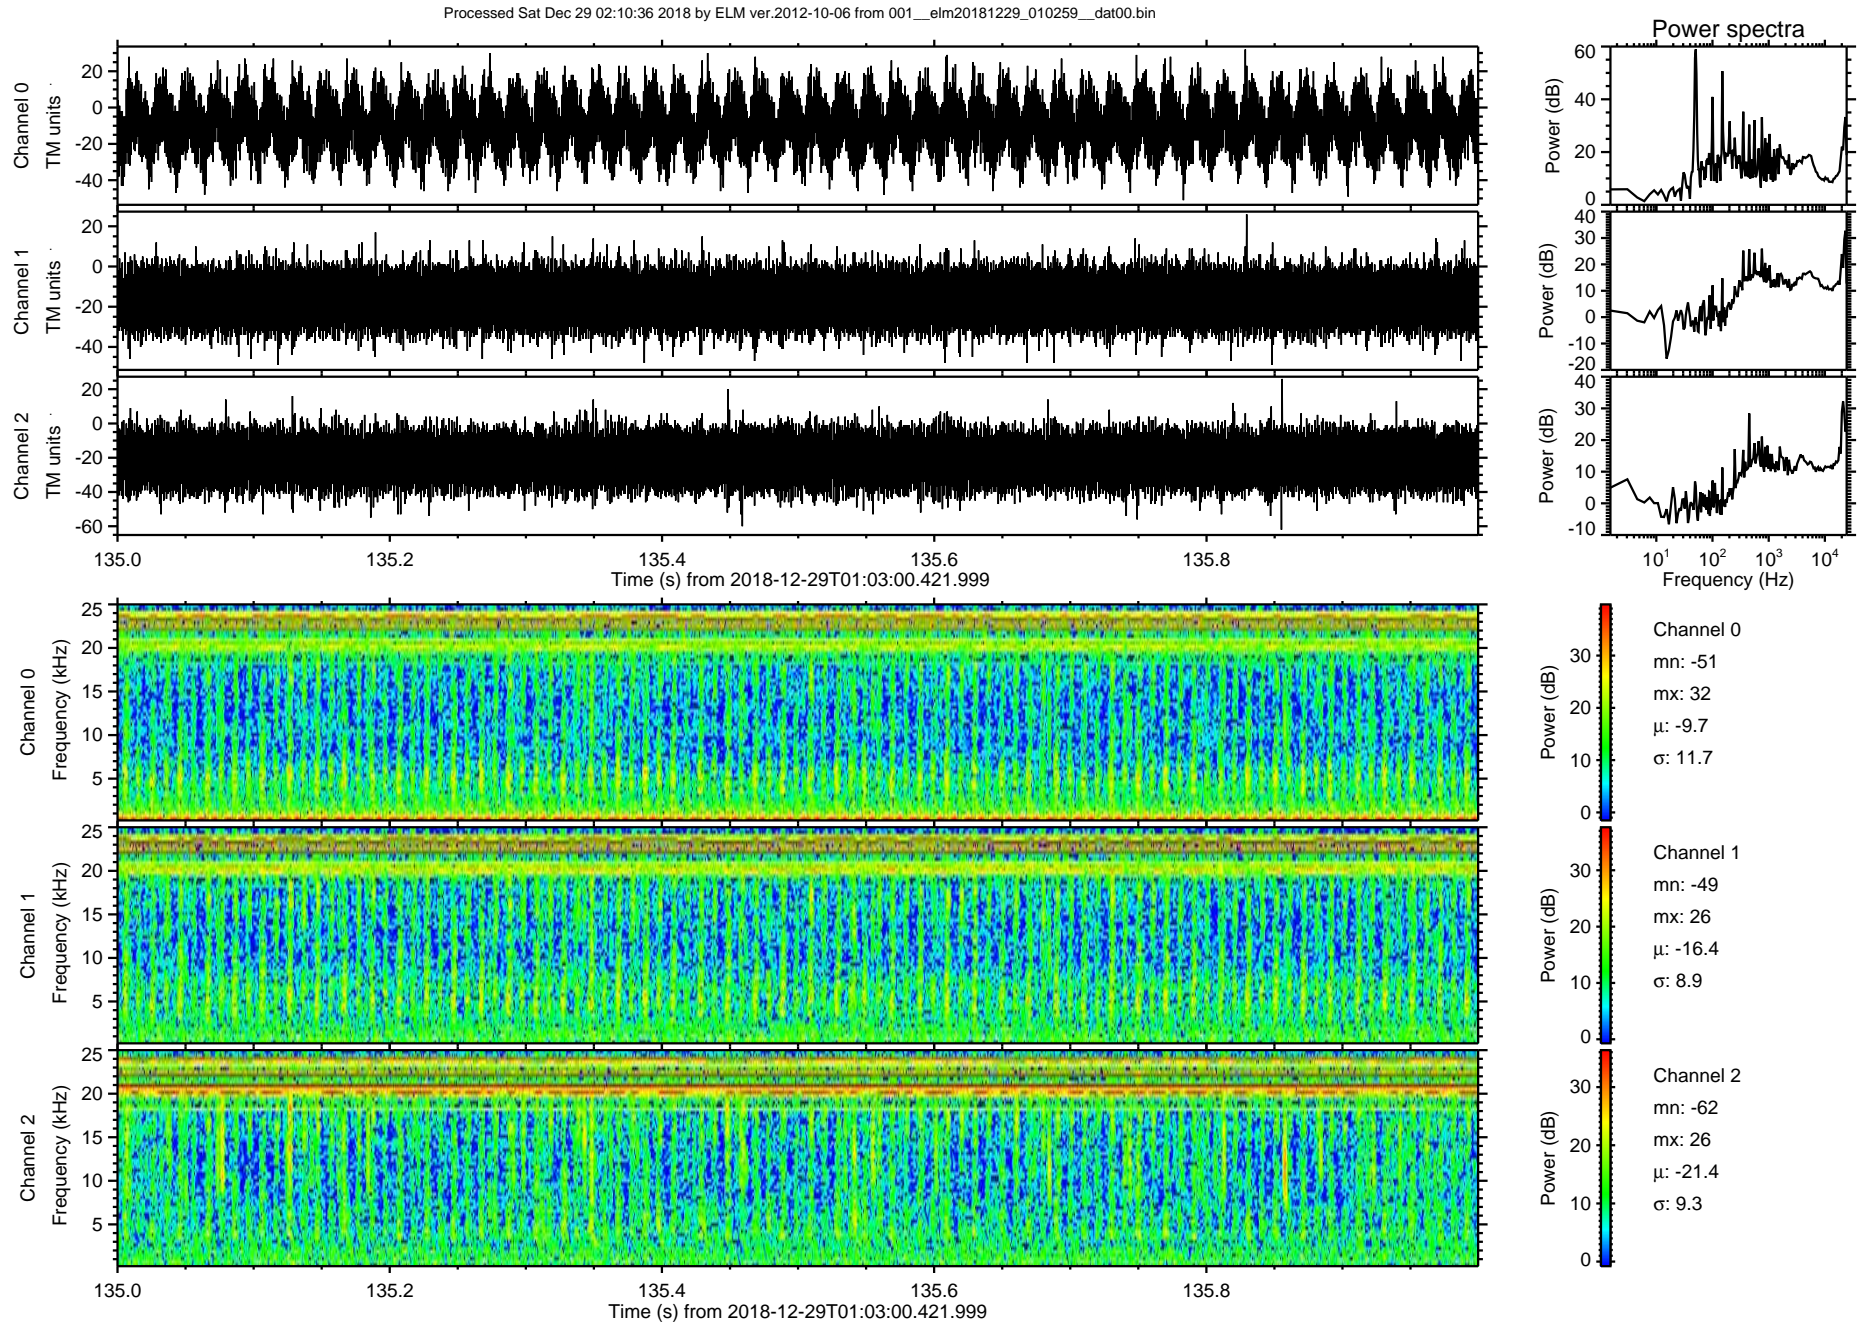 Processed Sat Dec 29 02:10:36 2018 by ELM ver.2012-10-06 from 001__elm20181229_010259__dat00.bin
Power spectra
Channel 0
TM units
20
0
-20
-40
Power (dB)
60
40
20
0
Channel 1
TM units
20
0
-20
-40
Power (dB)
40
30
20
10
0
-10
-20
Channel 2
TM units
20
0
-20
-40
-60
Power (dB)
40
30
20
10
0
-10
135.0 135.2 135.4 135.6 135.8
Time (s) from 2018-12-29T01:03:00.421.999
10¹ 10² 10³ 10⁴
Frequency (Hz)
Channel 0
Frequency (kHz)
25
20
15
10
5
Power (dB)
30
20
10
0
Channel 0
mn: -51
mx: 32
μ: -9.7
σ: 11.7
Channel 1
Frequency (kHz)
25
20
15
10
5
Power (dB)
30
20
10
0
Channel 1
mn: -49
mx: 26
μ: -16.4
σ: 8.9
Channel 2
Frequency (kHz)
25
20
15
10
5
Power (dB)
30
20
10
0
Channel 2
mn: -62
mx: 26
μ: -21.4
σ: 9.3
135.0 135.2 135.4 135.6 135.8
Time (s) from 2018-12-29T01:03:00.421.999